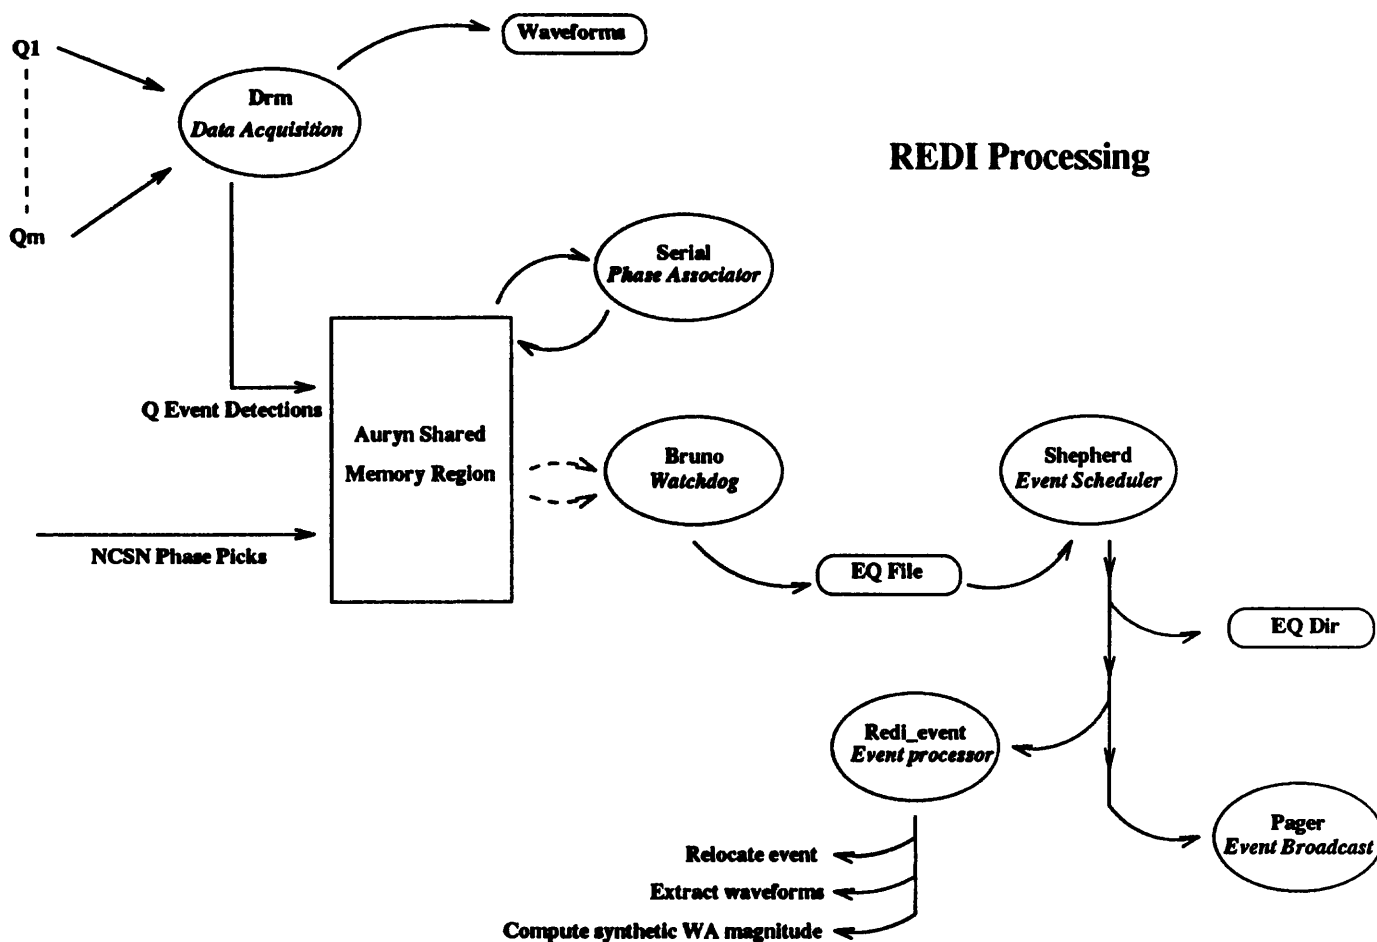 Waveforms
Q1
Drm
Data Acquisition
REDI Processing
Qm
Serial
Phase Associator
Q Event Detections
Auryn Shared
Memory Region
Bruno
Watchdog
Shepherd
Event Scheduler
NCSN Phase Picks
EQ File
EQ Dir
Redi_event
Event processor
Pager
Event Broadcast
Relocate event
Extract waveforms
Compute synthetic WA magnitude